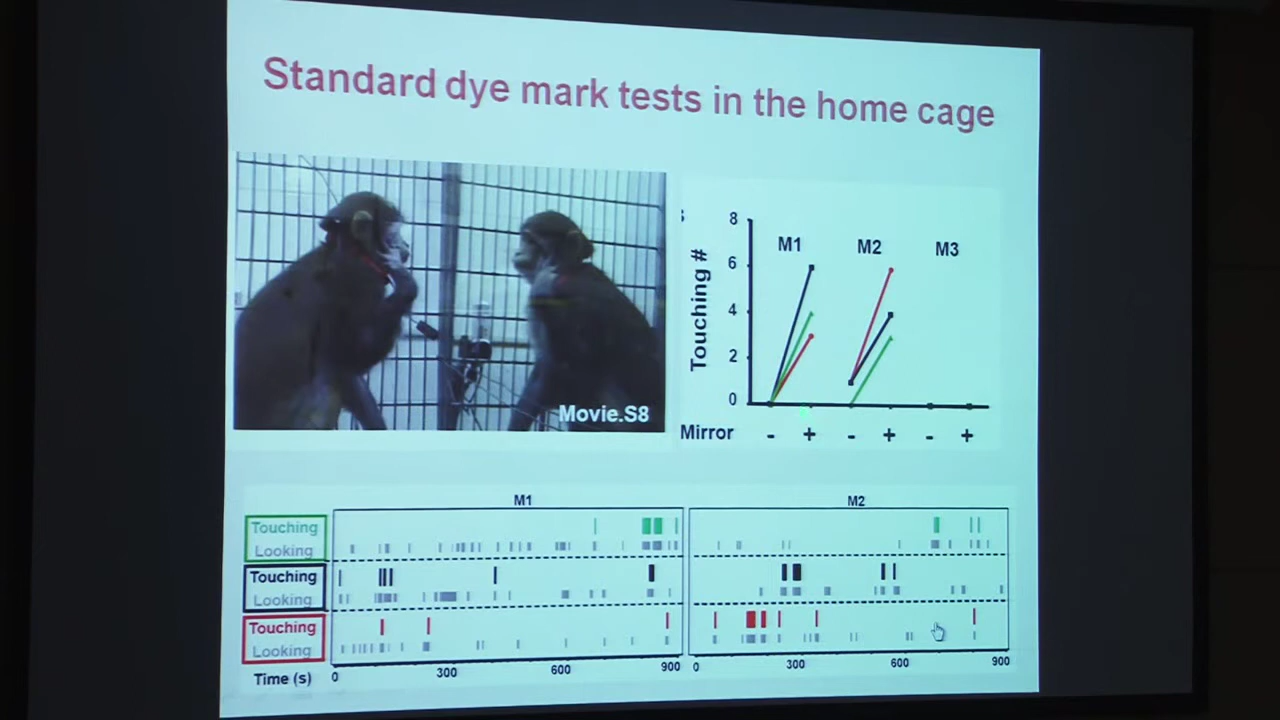 Standard dye mark tests in the home cage
Movie.S8
Touching #
8
6
4
2
0
M1 M2 M3
Mirror - + - + - +
M1 M2
Touching
Looking
Touching
Looking
Touching
Looking
Time (s) 0 300 600 900 0 300 600 900